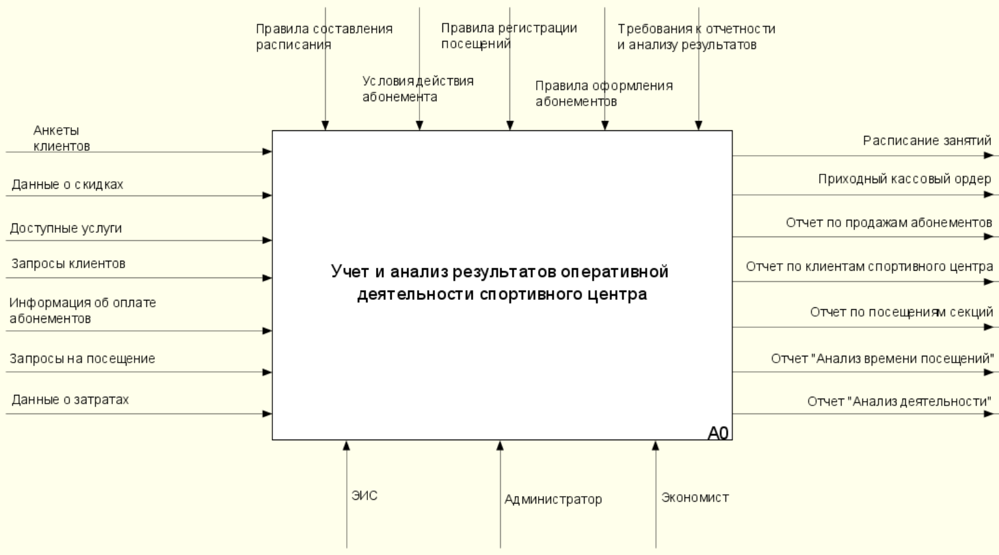 Правила составления
расписания
Правила регистрации
посещений
Требования к отчетности
и анализу результатов
Условия действия
абонемента
Правила оформления
абонементов
Анкеты
клиентов
Данные о скидках
Доступные услуги
Запросы клиентов
Информация об оплате
абонементов
Запросы на посещение
Данные о затратах
Учет и анализ результатов оперативной
деятельности спортивного центра
A0
Расписание занятий
Приходный кассовый ордер
Отчет по продажам абонементов
Отчет по клиентам спортивного центра
Отчет по посещениям секций
Отчет "Анализ времени посещений"
Отчет "Анализ деятельности"
ЭИС
Администратор
Экономист